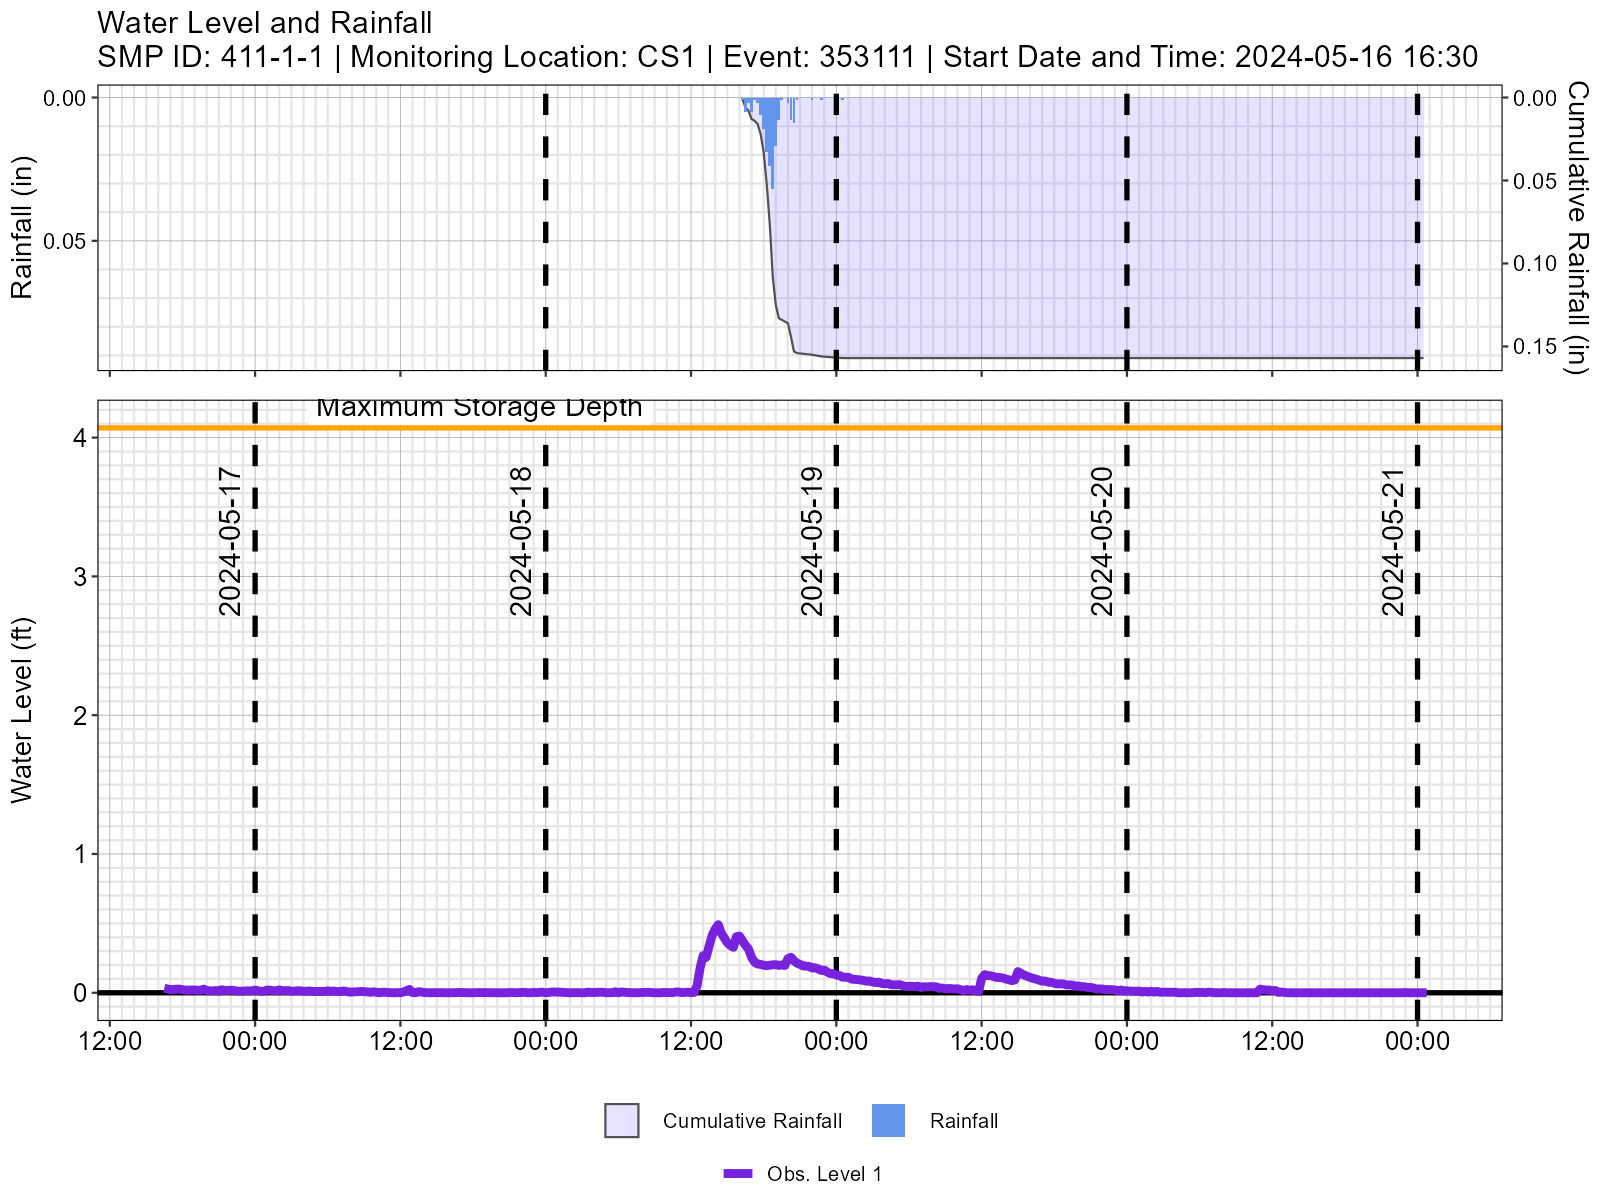 Water Level and Rainfall
SMP ID: 411-1-1 | Monitoring Location: CS1 | Event: 353111 | Start Date and Time: 2024-05-16 16:30
Rainfall (in)
0.00
0.05
Cumulative Rainfall (in)
0.00
0.05
0.10
0.15
Maximum Storage Depth
Water Level (ft)
4
3
2
1
0
2024-05-17
2024-05-18
2024-05-19
2024-05-20
2024-05-21
12:00 00:00 12:00 00:00 12:00 00:00 12:00 00:00 12:00 00:00
Cumulative Rainfall Rainfall
Obs. Level 1